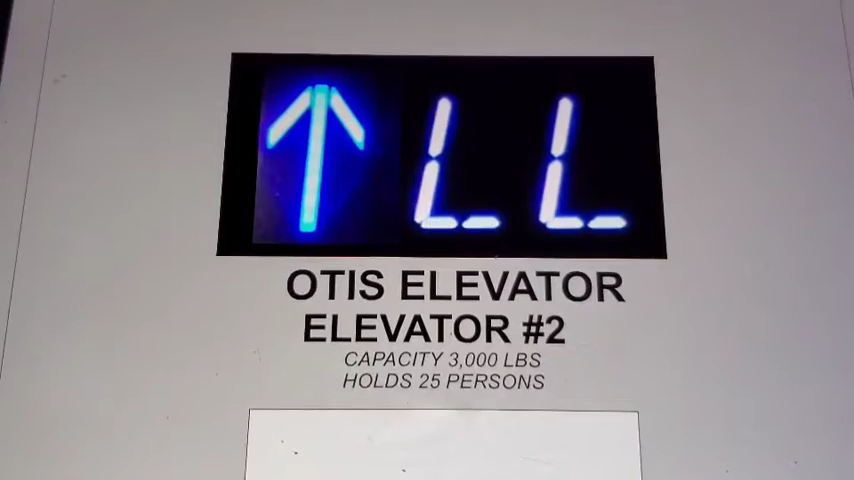 ↑ LL
OTIS ELEVATOR
ELEVATOR #2
CAPACITY 3,000 LBS
HOLDS 25 PERSONS